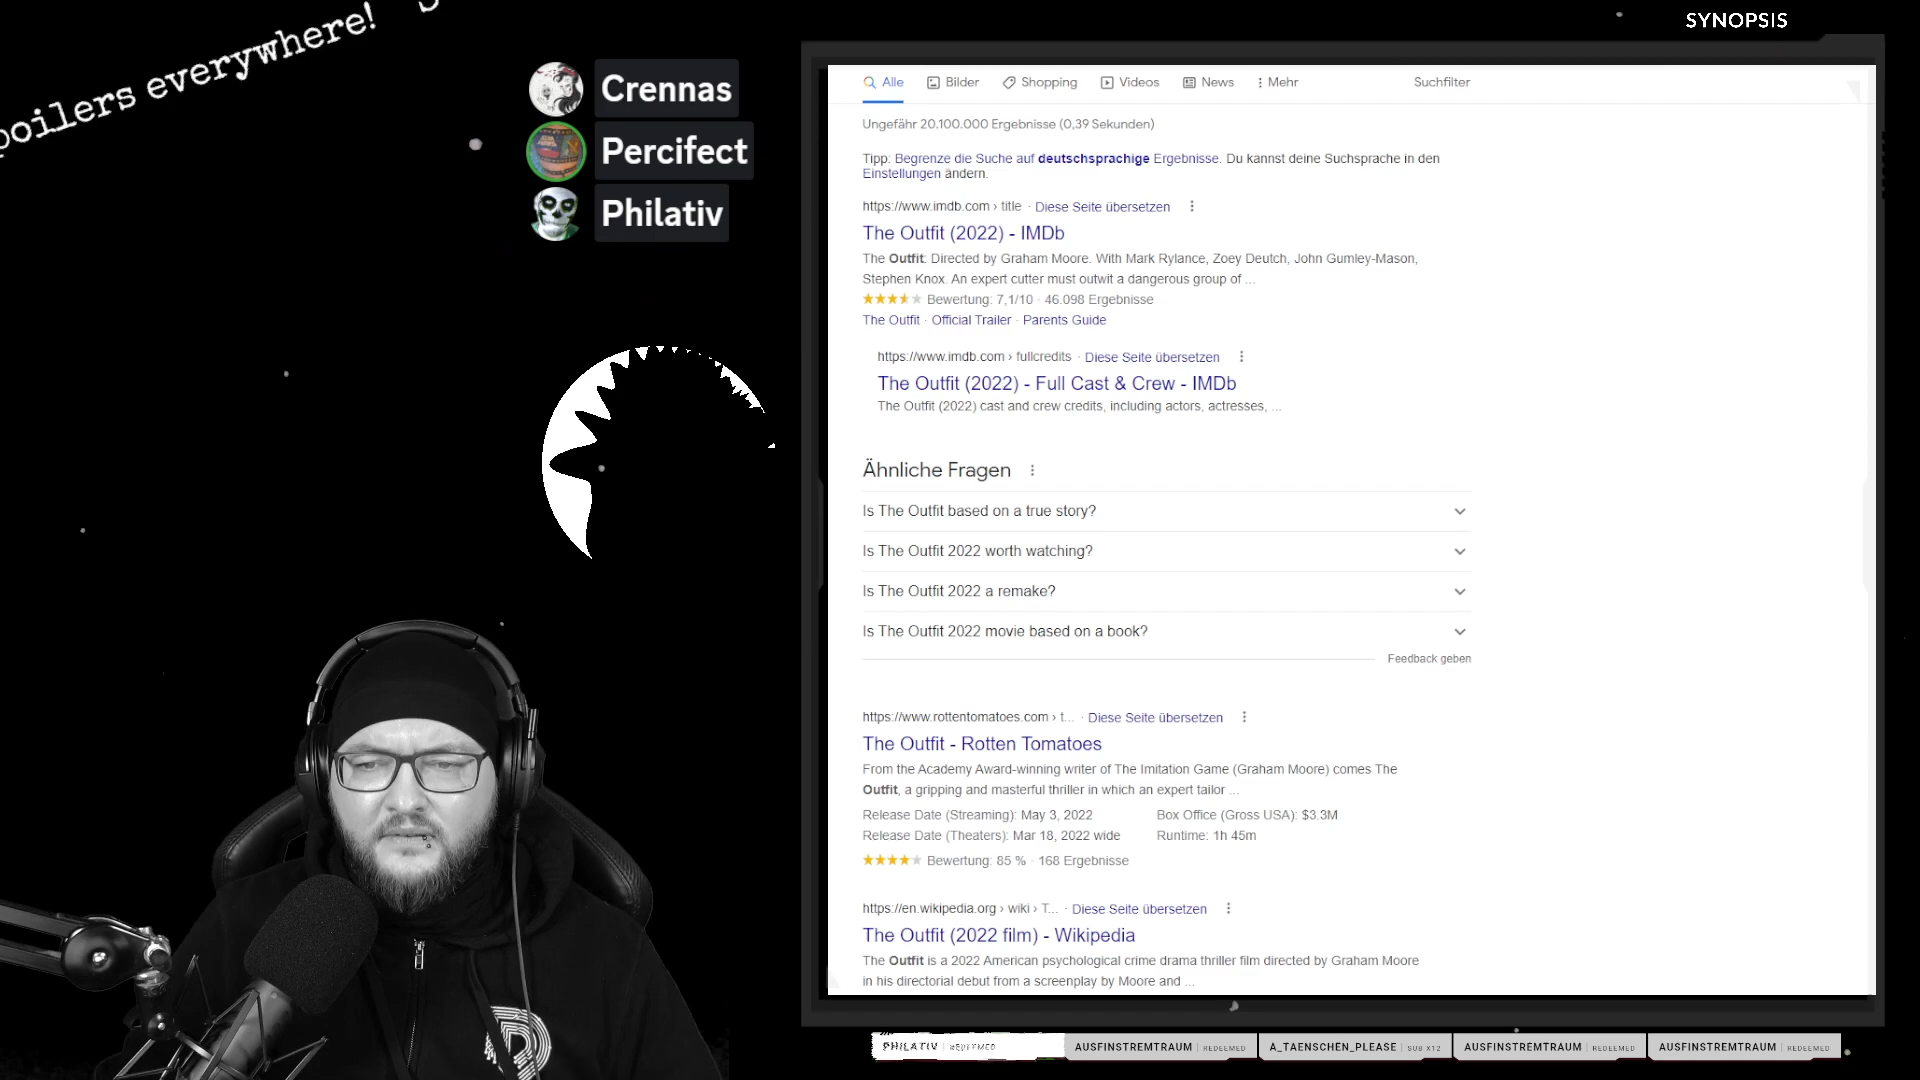 poilers everywhere!
SYNOPSIS
Crennas
Percifect
Philativ
Alle
Bilder
Shopping
Videos
News
Mehr
Suchfilter
Ungefähr 20.100.000 Ergebnisse (0,39 Sekunden)
Tipp: Begrenze die Suche auf deutschsprachige Ergebnisse. Du kannst deine Suchsprache in den
Einstellungen ändern.
https://www.imdb.com › title · Diese Seite übersetzen
The Outfit (2022) - IMDb
The Outfit: Directed by Graham Moore. With Mark Rylance, Zoey Deutch, John Gumley-Mason,
Stephen Knox. An expert cutter must outwit a dangerous group of ...
Bewertung: 7,1/10 · 46.098 Ergebnisse
The Outfit · Official Trailer · Parents Guide
https://www.imdb.com › fullcredits · Diese Seite übersetzen
The Outfit (2022) - Full Cast & Crew - IMDb
The Outfit (2022) cast and crew credits, including actors, actresses, ...
Ähnliche Fragen
Is The Outfit based on a true story?
Is The Outfit 2022 worth watching?
Is The Outfit 2022 a remake?
Is The Outfit 2022 movie based on a book?
Feedback geben
https://www.rottentomatoes.com › t... · Diese Seite übersetzen
The Outfit - Rotten Tomatoes
From the Academy Award-winning writer of The Imitation Game (Graham Moore) comes The
Outfit, a gripping and masterful thriller in which an expert tailor ...
Release Date (Streaming): May 3, 2022 Box Office (Gross USA): $3.3M
Release Date (Theaters): Mar 18, 2022 wide Runtime: 1h 45m
Bewertung: 85 % · 168 Ergebnisse
https://en.wikipedia.org › wiki › T... · Diese Seite übersetzen
The Outfit (2022 film) - Wikipedia
The Outfit is a 2022 American psychological crime drama thriller film directed by Graham Moore
in his directorial debut from a screenplay by Moore and ...
PHILATIV | REDEEMED
AUSFINSTREMTRAUM | REDEEMED
A_TAENSCHEN_PLEASE | SUB X12
AUSFINSTREMTRAUM | REDEEMED
AUSFINSTREMTRAUM | REDEEMED